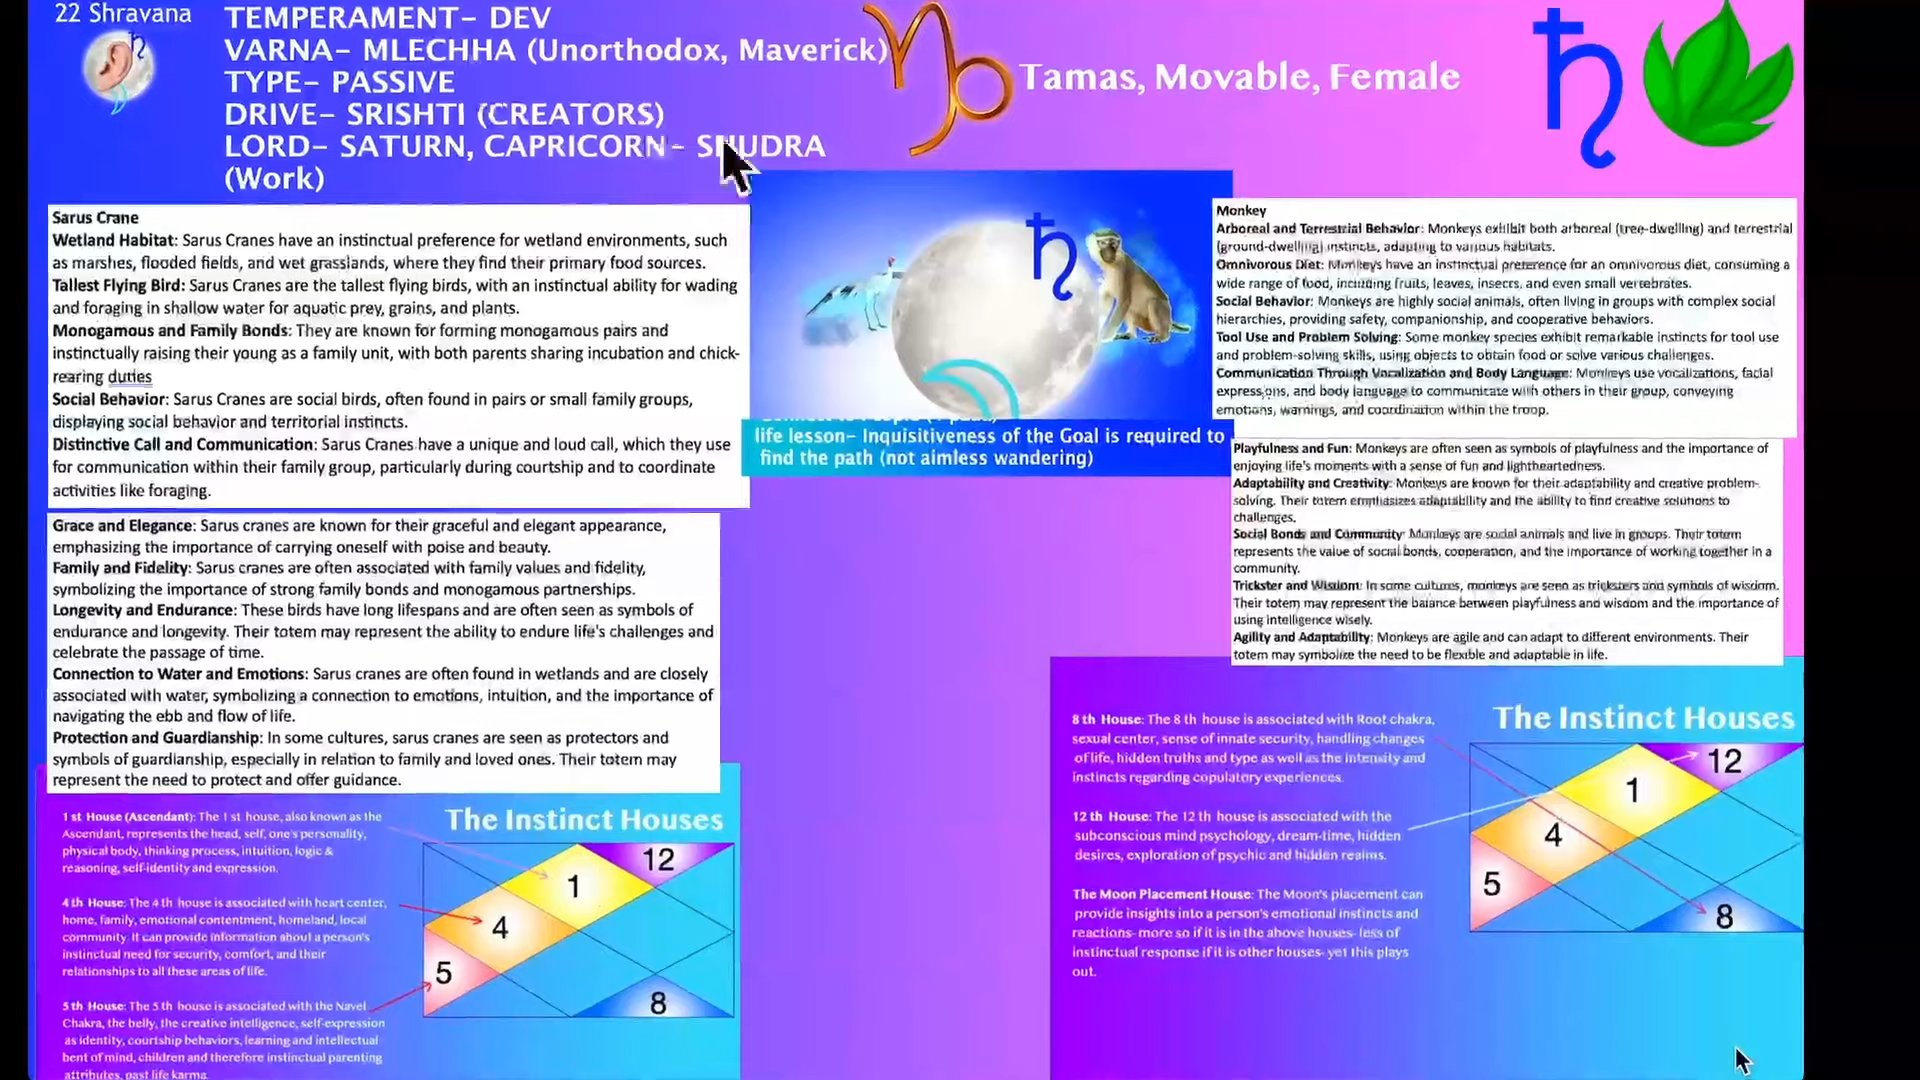 22 Shravana
TEMPERAMENT- DEV
VARNA- MLECHHA (Unorthodox, Maverick)
TYPE- PASSIVE
DRIVE- SRISHTI (CREATORS)
LORD- SATURN, CAPRICORN- SHUDRA
(Work)
Tamas, Movable, Female
Sarus Crane
Wetland Habitat: Sarus Cranes have an instinctual preference for wetland environments, such
as marshes, flooded fields, and wet grasslands, where they find their primary food sources.
Tallest Flying Bird: Sarus Cranes are the tallest flying birds, with an instinctual ability for wading
and foraging in shallow water for aquatic prey, grains, and plants.
Monogamous and Family Bonds: They are known for forming monogamous pairs and
instinctually raising their young as a family unit, with both parents sharing incubation and chick-
rearing duties
Social Behavior: Sarus Cranes are social birds, often found in pairs or small family groups,
displaying social behavior and territorial instincts.
Distinctive Call and Communication: Sarus Cranes have a unique and loud call, which they use
for communication within their family group, particularly during courtship and to coordinate
activities like foraging.
Grace and Elegance: Sarus cranes are known for their graceful and elegant appearance,
emphasizing the importance of carrying oneself with poise and beauty.
Family and Fidelity: Sarus cranes are often associated with family values and fidelity,
symbolizing the importance of strong family bonds and monogamous partnerships.
Longevity and Endurance: These birds have long lifespans and are often seen as symbols of
endurance and longevity. Their totem may represent the ability to endure life's challenges and
celebrate the passage of time.
Connection to Water and Emotions: Sarus cranes are often found in wetlands and are closely
associated with water, symbolizing a connection to emotions, intuition, and the importance of
navigating the ebb and flow of life.
Protection and Guardianship: In some cultures, sarus cranes are seen as protectors and
symbols of guardianship, especially in relation to family and loved ones. Their totem may
represent the need to protect and offer guidance.
life lesson- Inquisitiveness of the Goal is required to
find the path (not aimless wandering)
Monkey
Arboreal and Terrestrial Behavior: Monkeys exhibit both arboreal (tree-dwelling) and terrestrial
(ground-dwelling) instincts, adapting to various habitats.
Omnivorous Diet: Monkeys have an instinctual preference for an omnivorous diet, consuming a
wide range of food, including fruits, leaves, insects, and even small vertebrates.
Social Behavior: Monkeys are highly social animals, often living in groups with complex social
hierarchies, providing safety, companionship, and cooperative behaviors.
Tool Use and Problem Solving: Some monkey species exhibit remarkable instincts for tool use
and problem-solving skills, using objects to obtain food or solve various challenges.
Communication Through Vocalization and Body Language: Monkeys use vocalizations, facial
expressions, and body language to communicate with others in their group, conveying
emotions, warnings, and coordination within the troop.
Playfulness and Fun: Monkeys are often seen as symbols of playfulness and the importance of
enjoying life's moments with a sense of fun and lightheartedness.
Adaptability and Creativity: Monkeys are known for their adaptability and creative problem-
solving. Their totem emphasizes adaptability and the ability to find creative solutions to
challenges.
Social Bonds and Community: Monkeys are social animals and live in groups. Their totem
represents the value of social bonds, cooperation, and the importance of working together in a
community.
Trickster and Wisdom: In some cultures, monkeys are seen as tricksters and symbols of wisdom.
Their totem may represent the balance between playfulness and wisdom and the importance of
using intelligence wisely.
Agility and Adaptability: Monkeys are agile and can adapt to different environments. Their
totem may symbolize the need to be flexible and adaptable in life.
The Instinct Houses
1 st House (Ascendant): The 1 st house, also known as the
Ascendant, represents the head, self, one's personality,
physical body, thinking process, intuition, logic &
reasoning, self-identity and expression.
4 th House: The 4 th house is associated with heart center,
home, family, emotional contentment, homeland, local
community. It can provide information about a person's
instinctual need for security, comfort, and their
relationships to all these areas of life.
5 th House: The 5 th house is associated with the Navel
Chakra, the belly, the creative intelligence, self-expression
as identity, courtship behaviors, learning and intellectual
bent of mind, children and therefore instinctual parenting
attributes, past life karma.
12
1
4
5
8
The Instinct Houses
8 th House: The 8 th house is associated with Root chakra,
sexual center, sense of innate security, handling changes
of life, hidden truths and type as well as the intensity and
instincts regarding copulatory experiences.
12 th House: The 12 th house is associated with the
subconscious mind psychology, dream-time, hidden
desires, exploration of psychic and hidden realms.
The Moon Placement House: The Moon's placement can
provide insights into a person's emotional instincts and
reactions- more so if it is in the above houses- less of
instinctual response if it is other houses- yet this plays
out.
12
1
4
5
8